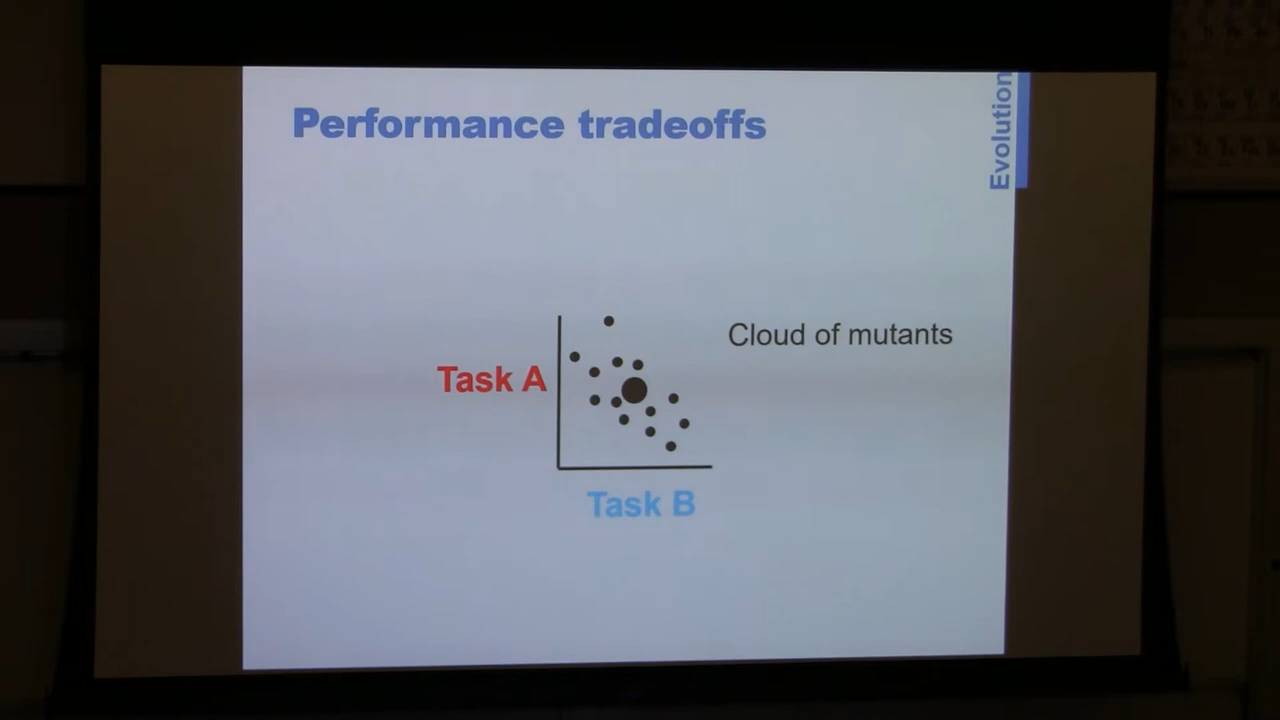 Performance tradeoffs
Evolution
Cloud of mutants
Task A
Task B